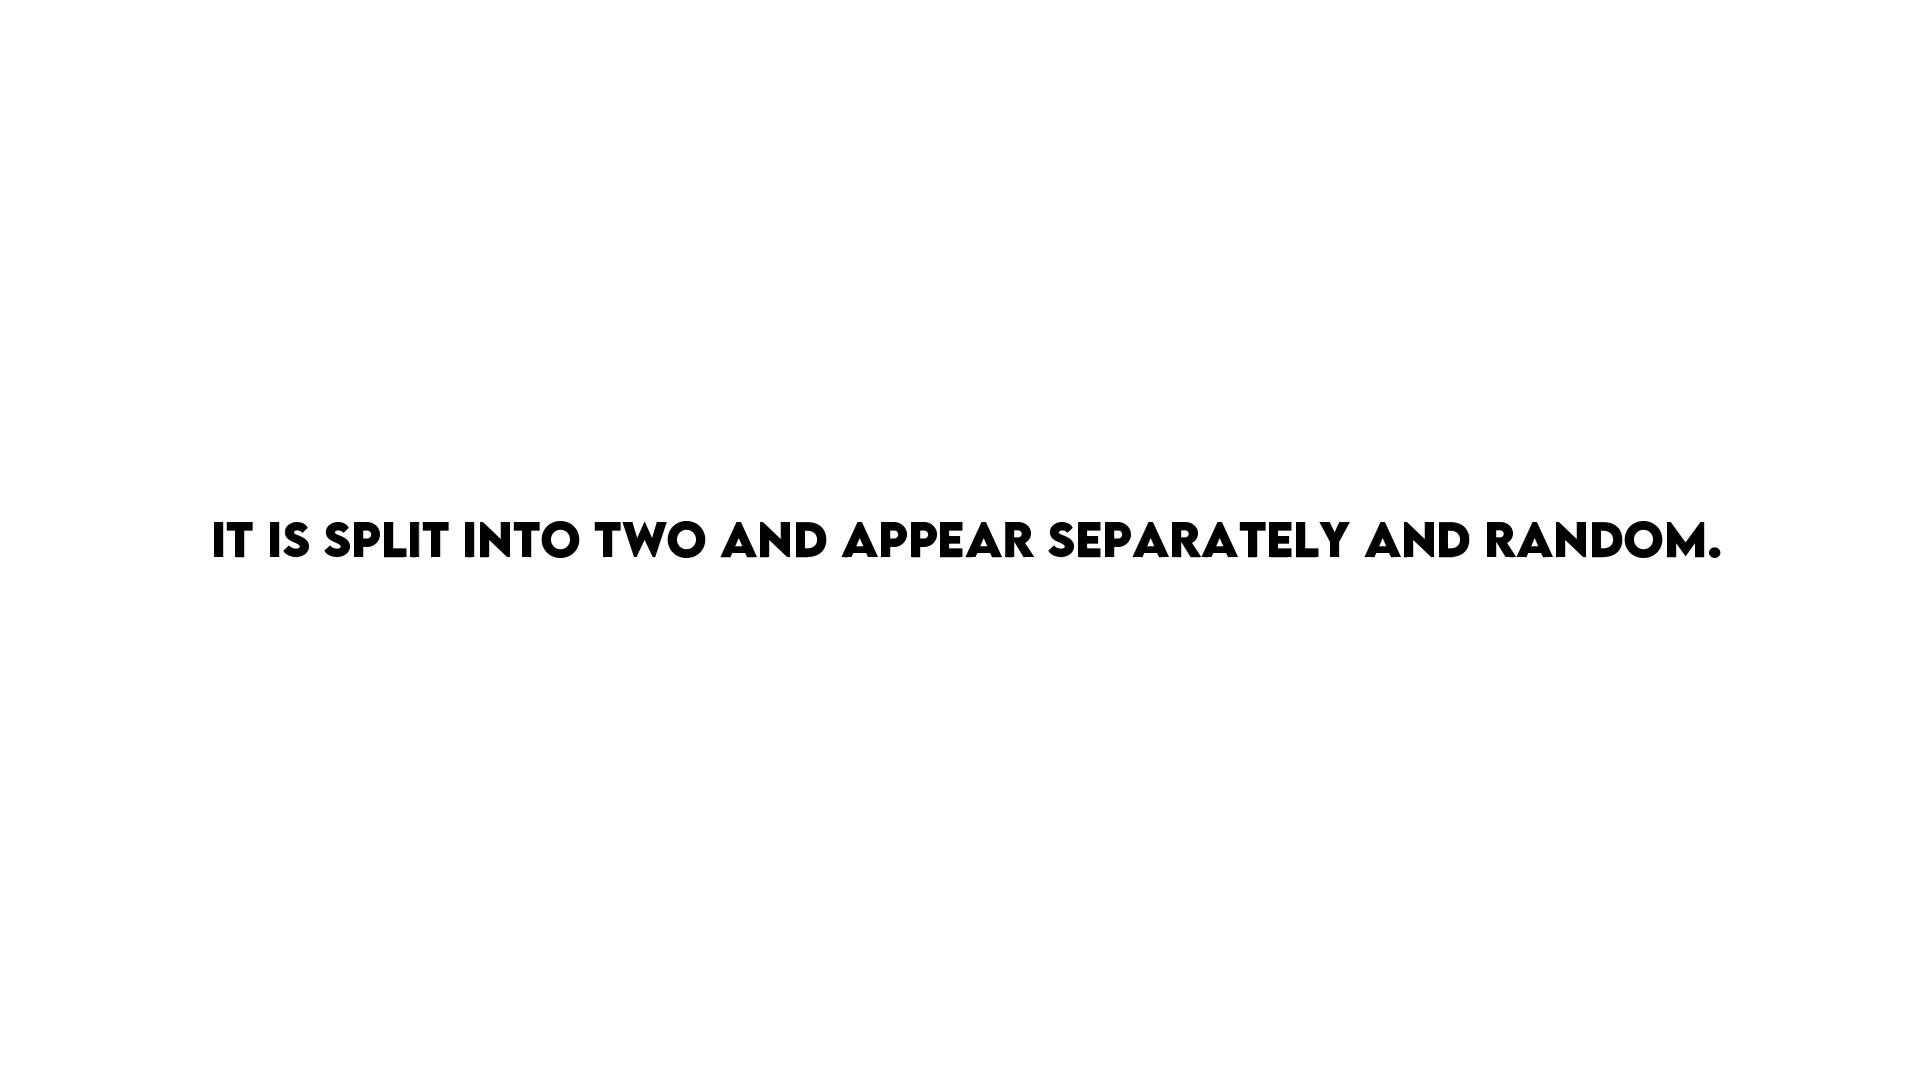 IT IS SPLIT INTO TWO AND APPEAR SEPARATELY AND RANDOM.